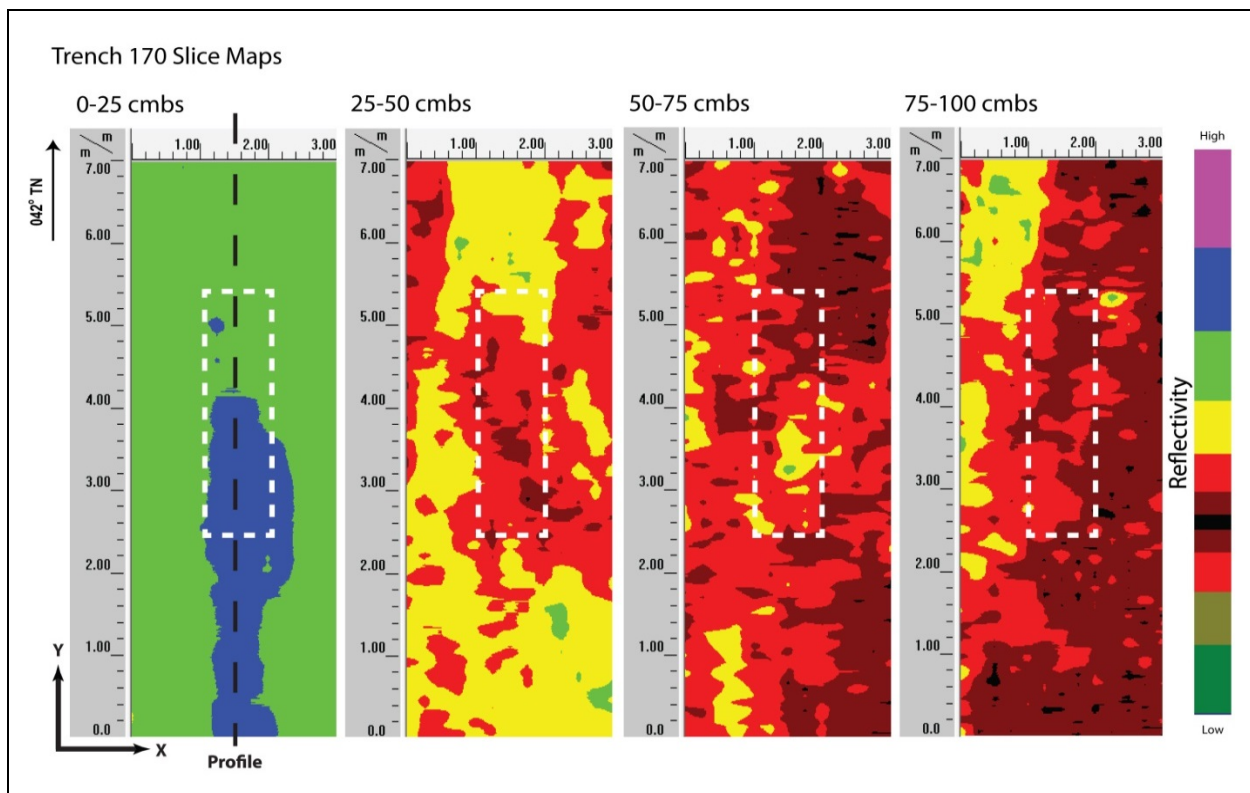 Trench 170 Slice Maps
0-25 cmbs
25-50 cmbs
50-75 cmbs
75-100 cmbs
m
m
1.00 2.00 3.00
m
m
1.00 2.00 3.00
m
m
1.00 2.00 3.00
m
m
1.00 2.00 3.00
High
042° TN
7.00
6.00
5.00
4.00
3.00
2.00
1.00
0.0
7.00
6.00
5.00
4.00
3.00
2.00
1.00
0.0
7.00
6.00
5.00
4.00
3.00
2.00
1.00
0.0
7.00
6.00
5.00
4.00
3.00
2.00
1.00
0.0
Reflectivity
Low
Y
X
Profile